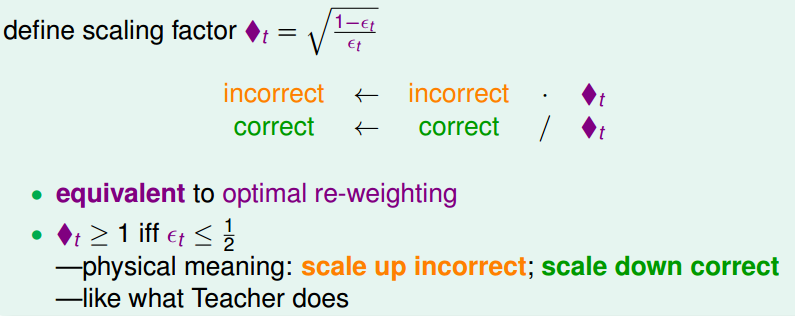 define scaling factor ♦t = √((1−ϵt)/ϵt)
incorrect ← incorrect · ♦t
correct ← correct / ♦t
• equivalent to optimal re-weighting
• ♦t ≥ 1 iff ϵt ≤ 1/2
—physical meaning: scale up incorrect; scale down correct
—like what Teacher does